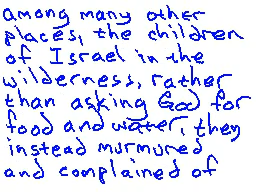 among many other
places, the children
of Israel in the
wilderness, rather
than asking God for
food and water, they
instead murmured
and complained of